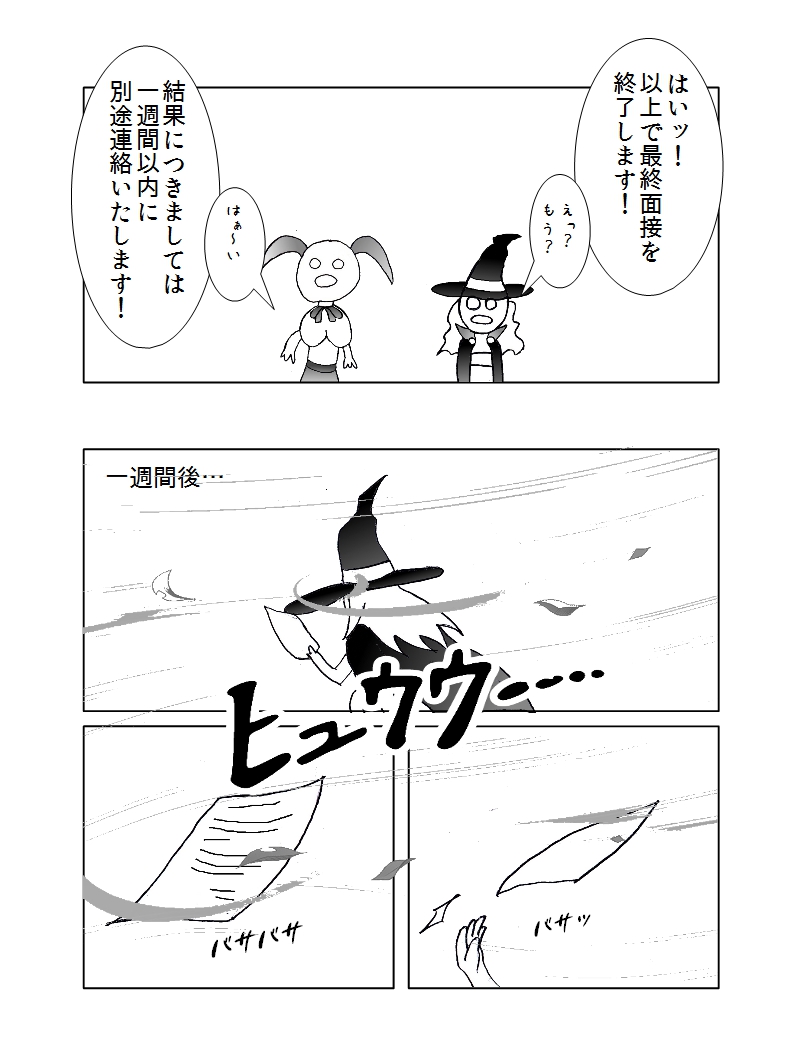 はいッ！
以上で最終面接を
終了します！
えっ？
もう？
はぁ～い
結果につきましては
一週間以内に
別途連絡いたします！
一週間後…
ヒュウウー……
バサッ
バサバサ